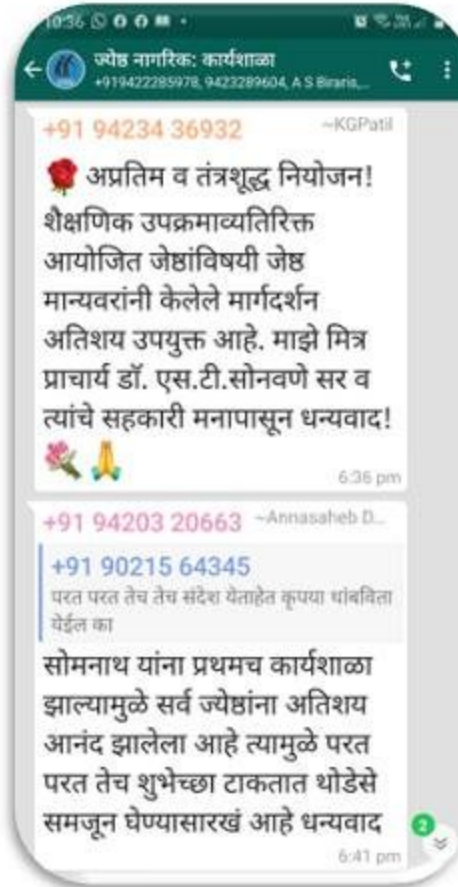 10:36
ज्येष्ठ नागरिक: कार्यशाळा
+919422285978, 9423289604, A S Biraris,...
+91 94234 36932 ~KGPatil
🌹 अप्रतिम व तंत्रशूद्ध नियोजन!
शैक्षणिक उपक्रमाव्यतिरिक्त
आयोजित जेष्ठांविषयी जेष्ठ
मान्यवरांनी केलेले मार्गदर्शन
अतिशय उपयुक्त आहे. माझे मित्र
प्राचार्य डॉ. एस.टी.सोनवणे सर व
त्यांचे सहकारी मनापासून धन्यवाद!
💐🙏
6:36 pm
+91 94203 20663 ~Annasaheb D...
+91 90215 64345
परत परत तेच तेच संदेश येताहेत कृपया थांबविता
येईल का
सोमनाथ यांना प्रथमच कार्यशाळा
झाल्यामुळे सर्व ज्येष्ठांना अतिशय
आनंद झालेला आहे त्यामुळे परत
परत तेच शुभेच्छा टाकतात थोडेसे
समजून घेण्यासारखं आहे धन्यवाद
6:41 pm
2